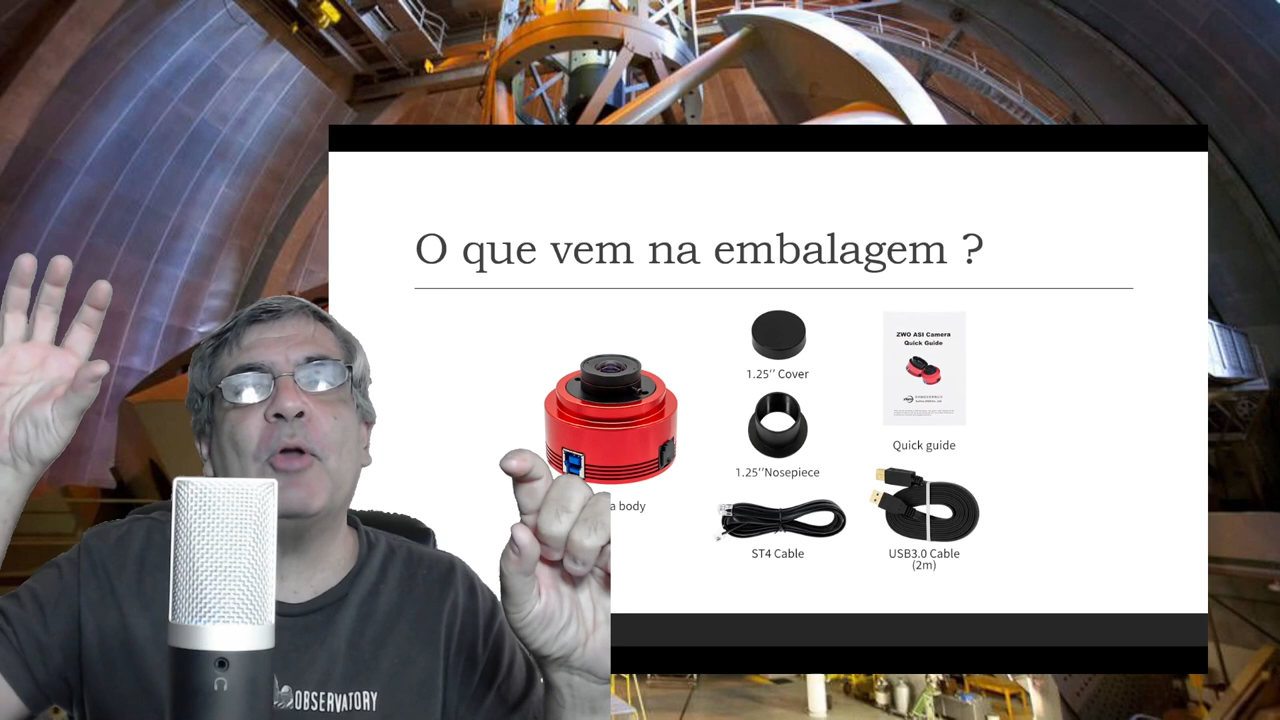 O que vem na embalagem ?
1.25’’ Cover
ZWO ASI Camera
Quick Guide
1.25’’Nosepiece
Quick guide
a body
ST4 Cable
USB3.0 Cable
(2m)
OBSERVATORY